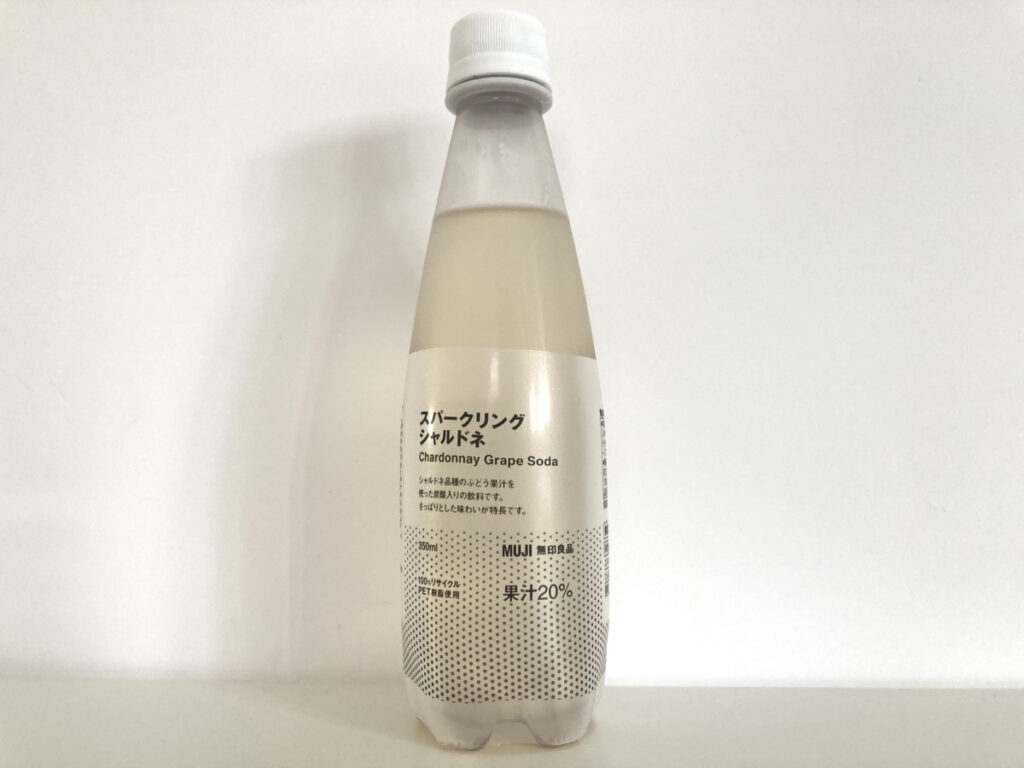 スパークリング
シャルドネ
Chardonnay Grape Soda
シャルドネ品種のぶどう果汁を
使った炭酸入りの飲料です。
さっぱりとした味わいが特長です。
350ml
MUJI 無印良品
100%リサイクル
PET樹脂使用
果汁20%